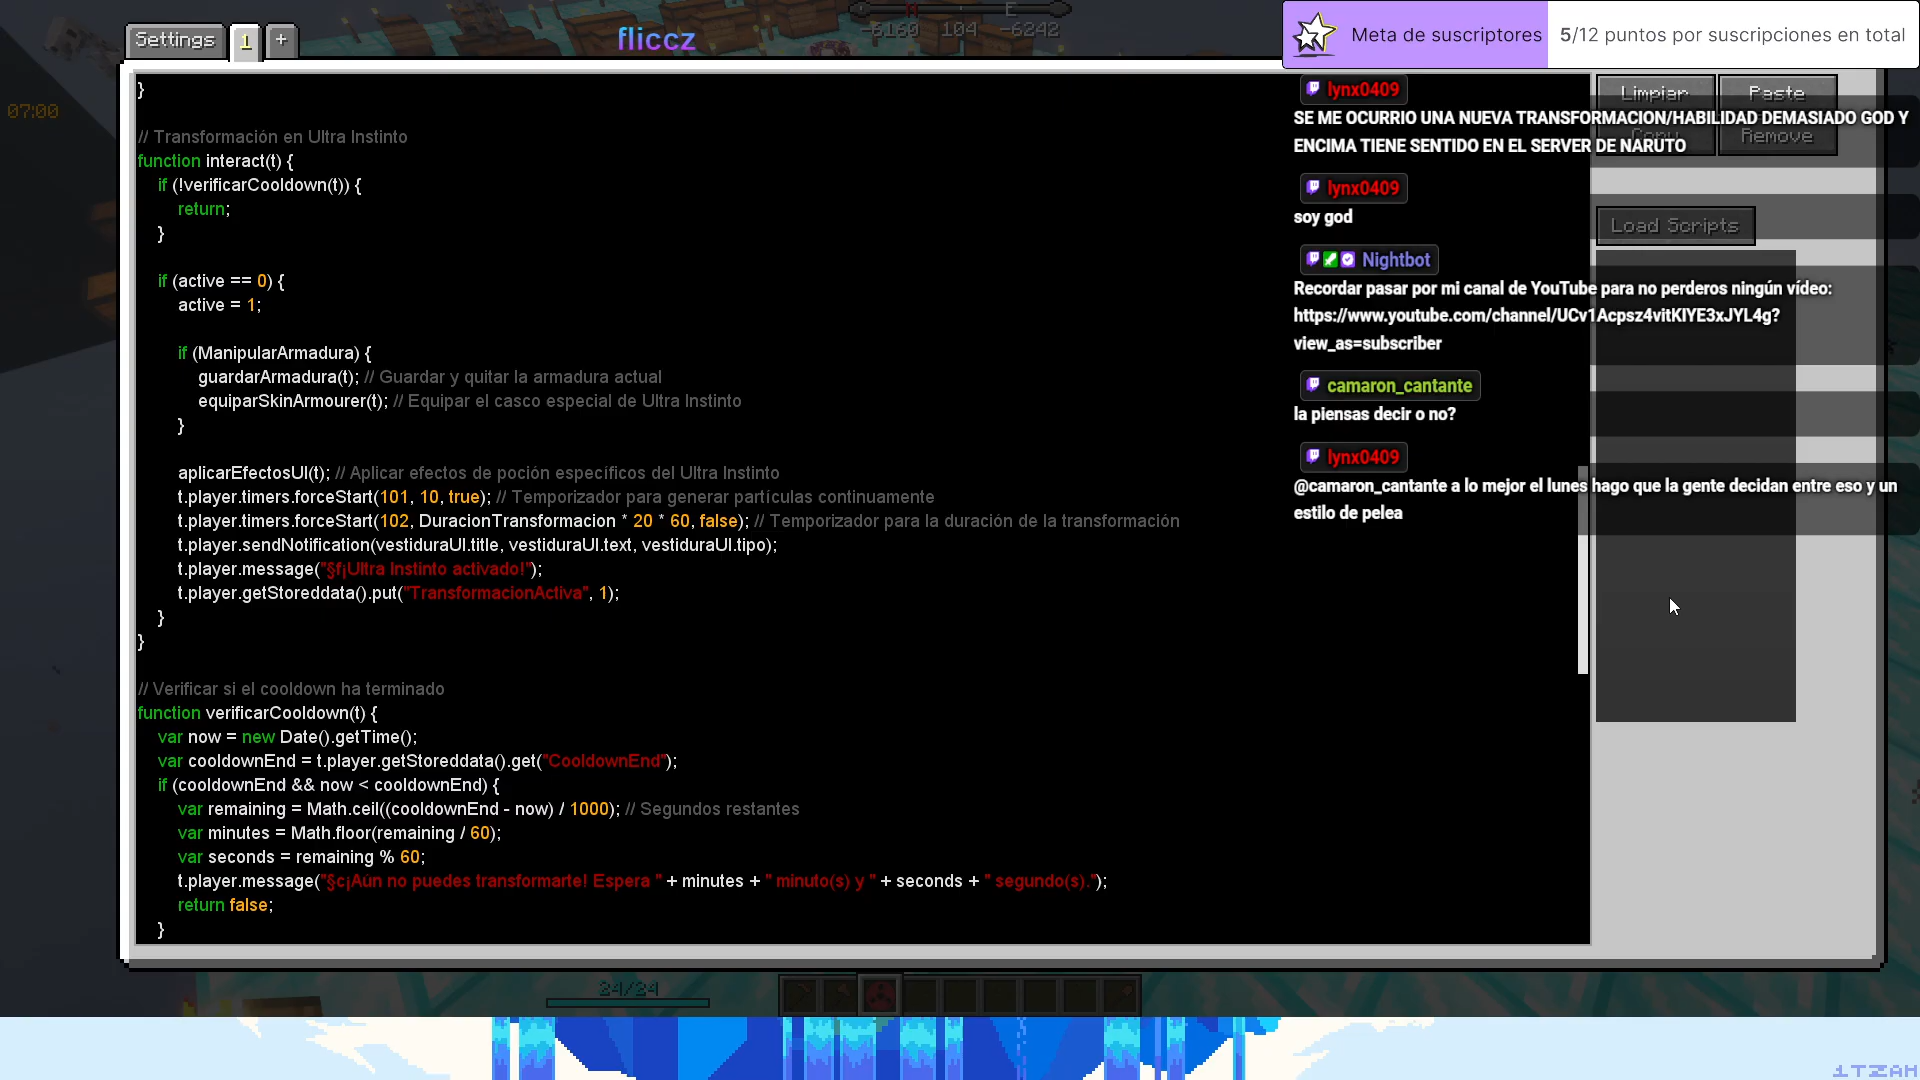 Settings
1
+
fliccz
N
E
-6160 104 -6242
Meta de suscriptores
5/12 puntos por suscripciones en total
07:00
}
// Transformación en Ultra Instinto
function interact(t) {
if (!verificarCooldown(t)) {
return;
}
if (active == 0) {
active = 1;
if (ManipularArmadura) {
guardarArmadura(t); // Guardar y quitar la armadura actual
equiparSkinArmourer(t); // Equipar el casco especial de Ultra Instinto
}
aplicarEfectosUI(t); // Aplicar efectos de poción específicos del Ultra Instinto
t.player.timers.forceStart(101, 10, true); // Temporizador para generar partículas continuamente
t.player.timers.forceStart(102, DuracionTransformacion * 20 * 60, false); // Temporizador para la duración de la transformación
t.player.sendNotification(vestiduraUI.title, vestiduraUI.text, vestiduraUI.tipo);
t.player.message("§f¡Ultra Instinto activado!");
t.player.getStoreddata().put("TransformacionActiva", 1);
}
}
// Verificar si el cooldown ha terminado
function verificarCooldown(t) {
var now = new Date().getTime();
var cooldownEnd = t.player.getStoreddata().get("CooldownEnd");
if (cooldownEnd && now < cooldownEnd) {
var remaining = Math.ceil((cooldownEnd - now) / 1000); // Segundos restantes
var minutes = Math.floor(remaining / 60);
var seconds = remaining % 60;
t.player.message("§c¡Aún no puedes transformarte! Espera " + minutes + " minuto(s) y " + seconds + " segundo(s).");
return false;
}
lynx0409
SE ME OCURRIO UNA NUEVA TRANSFORMACION/HABILIDAD DEMASIADO GOD Y
ENCIMA TIENE SENTIDO EN EL SERVER DE NARUTO
lynx0409
soy god
Nightbot
Recordar pasar por mi canal de YouTube para no perderos ningún vídeo:
https://www.youtube.com/channel/UCv1Acpsz4vitKIYE3xJYL4g?
view_as=subscriber
camaron_cantante
la piensas decir o no?
lynx0409
@camaron_cantante a lo mejor el lunes hago que la gente decidan entre eso y un
estilo de pelea
Limpiar
Paste
Copy
Remove
Load Scripts
24/24
1TZAH